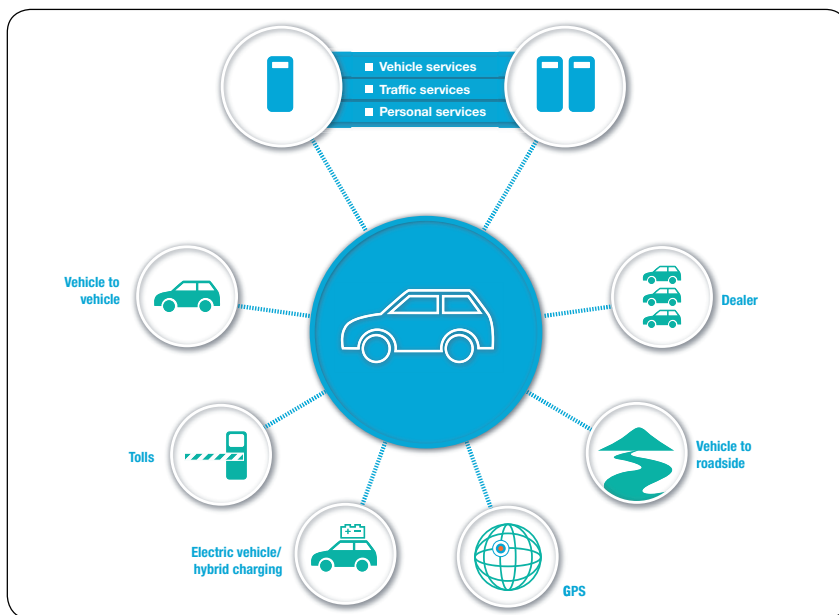 Vehicle services
Traffic services
Personal services
Vehicle to
vehicle
Dealer
Tolls
Vehicle to
roadside
Electric vehicle/
hybrid charging
GPS